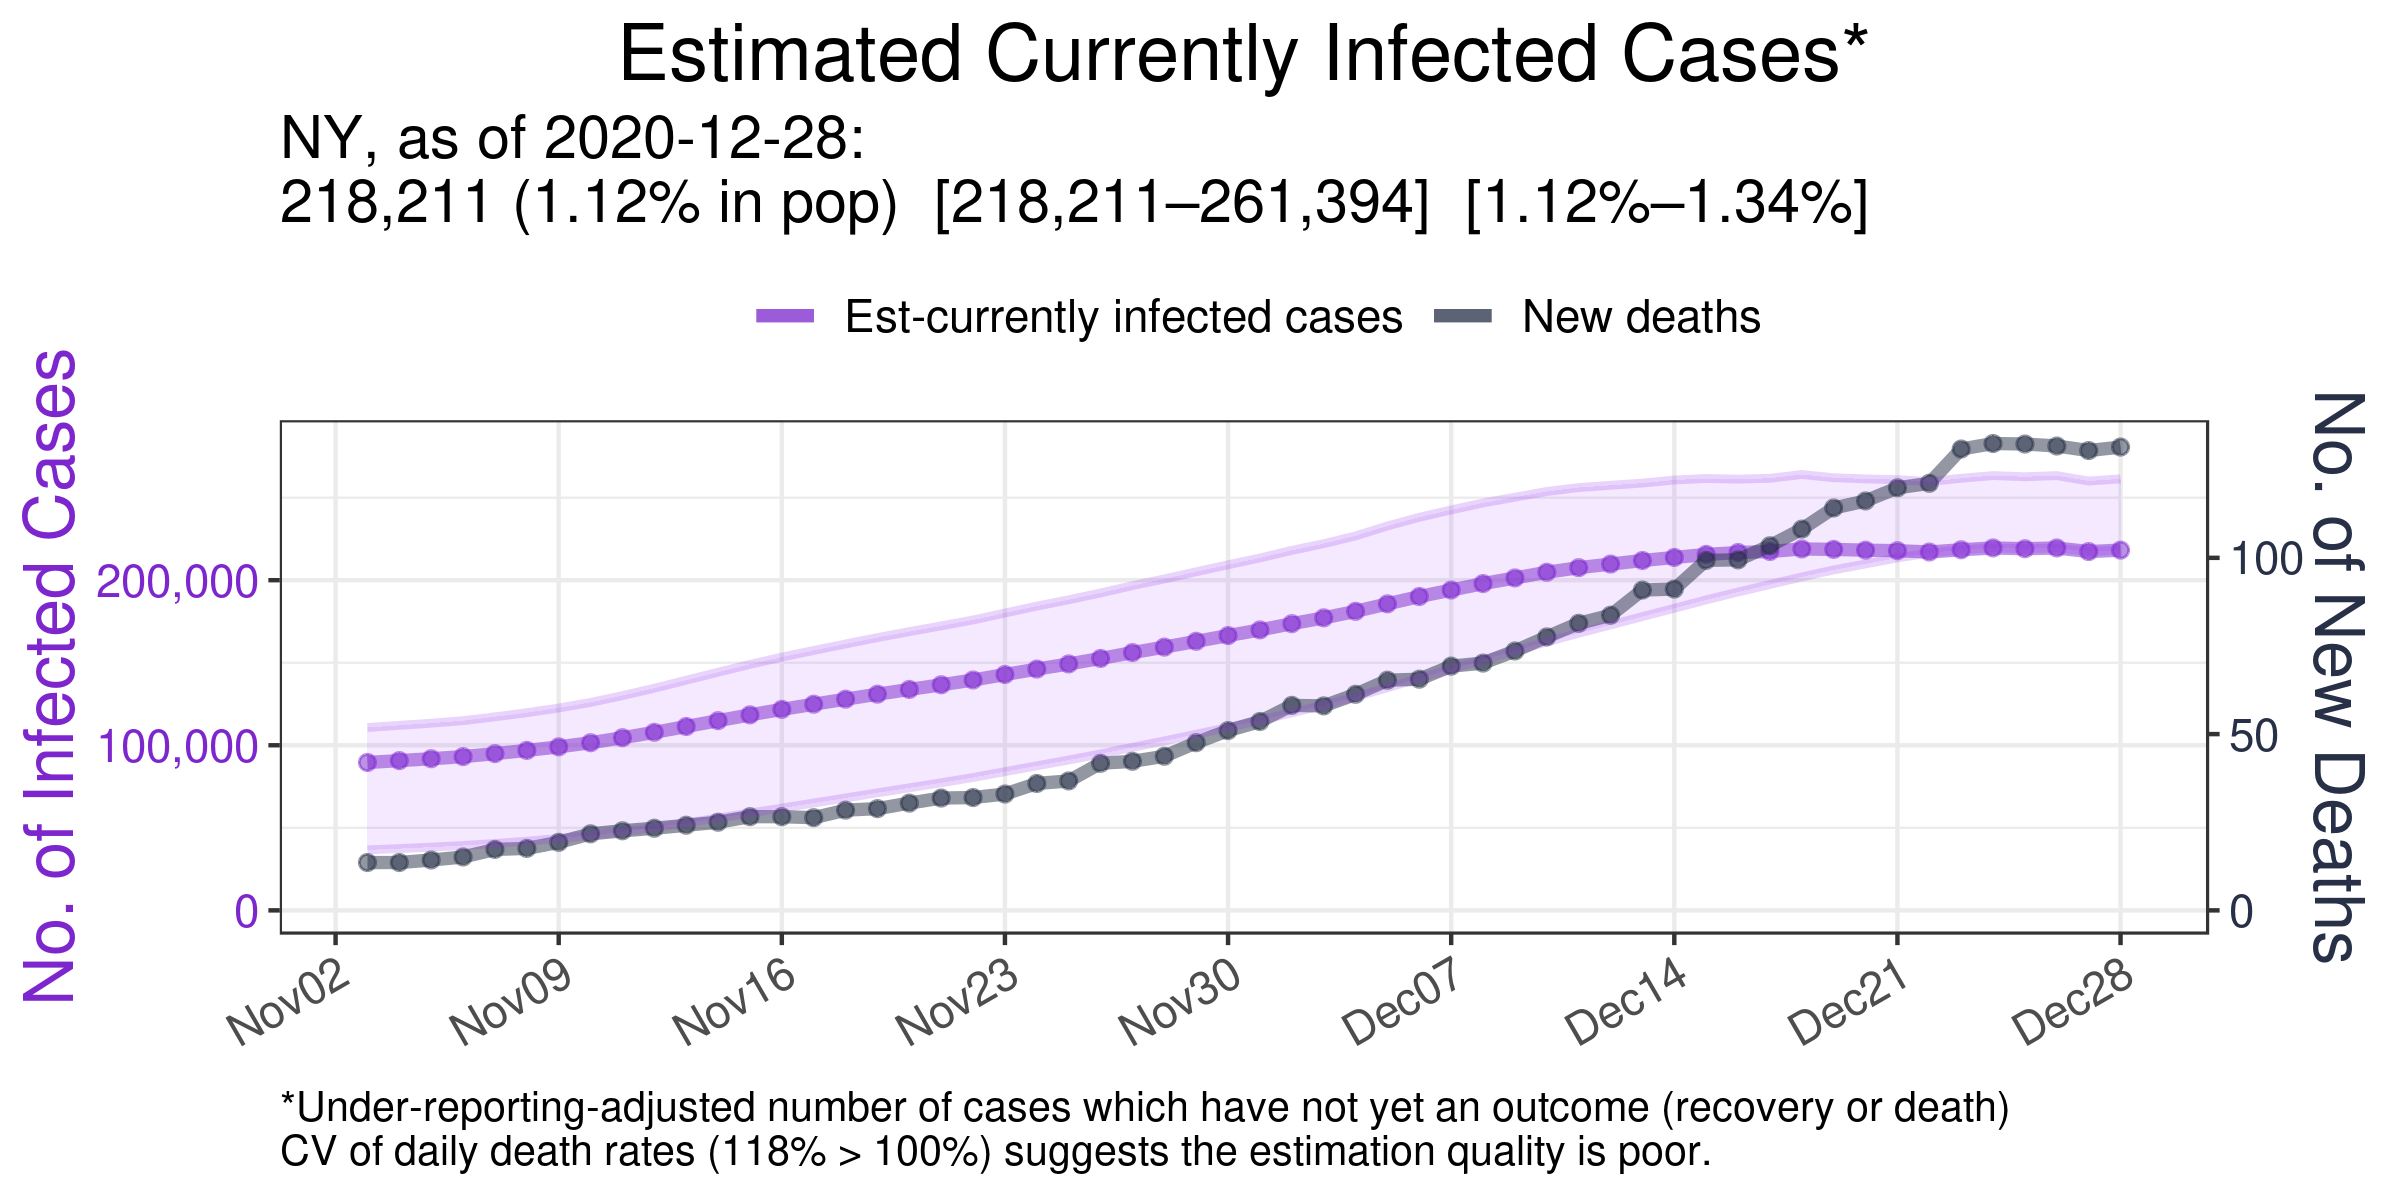 Estimated Currently Infected Cases*
NY, as of 2020-12-28:
218,211 (1.12% in pop)  [218,211–261,394]  [1.12%–1.34%]
Est-currently infected cases
New deaths
No. of Infected Cases
200,000
100,000
0
No. of New Deaths
100
50
0
Nov02
Nov09
Nov16
Nov23
Nov30
Dec07
Dec14
Dec21
Dec28
*Under-reporting-adjusted number of cases which have not yet an outcome (recovery or death)
CV of daily death rates (118% > 100%) suggests the estimation quality is poor.